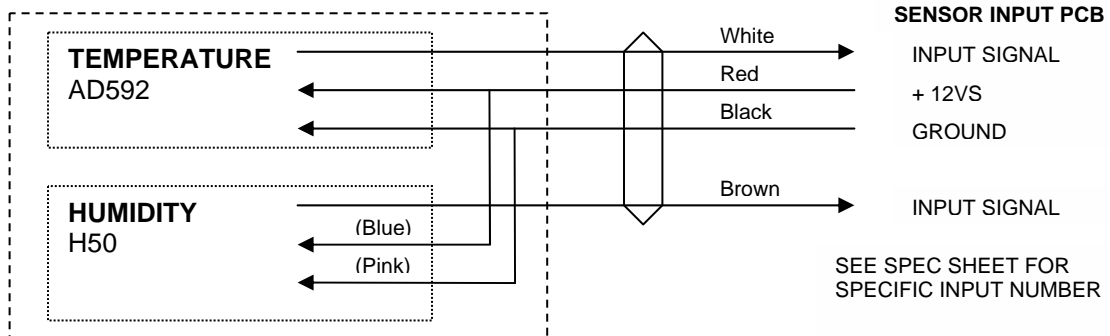 SENSOR INPUT PCB
TEMPERATURE
AD592
White
INPUT SIGNAL
Red
+ 12VS
Black
GROUND
HUMIDITY
H50
Brown
INPUT SIGNAL
(Blue)
(Pink)
SEE SPEC SHEET FOR
SPECIFIC INPUT NUMBER